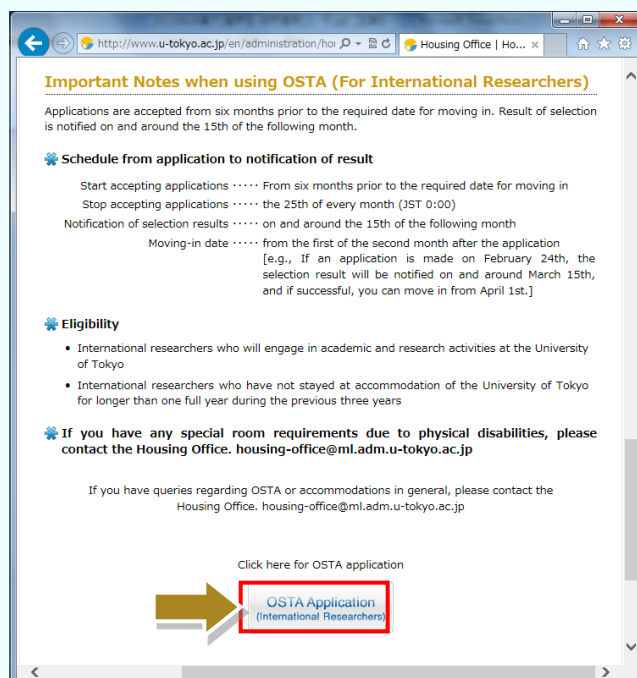 http://www.u-tokyo.ac.jp/en/administration/hou
Housing Office | Ho...
Important Notes when using OSTA (For International Researchers)
Applications are accepted from six months prior to the required date for moving in. Result of selection
is notified on and around the 15th of the following month.
Schedule from application to notification of result
Start accepting applications ····· From six months prior to the required date for moving in
Stop accepting applications ····· the 25th of every month (JST 0:00)
Notification of selection results ····· on and around the 15th of the following month
Moving-in date ····· from the first of the second month after the application
[e.g., If an application is made on February 24th, the
selection result will be notified on and around March 15th,
and if successful, you can move in from April 1st.]
Eligibility
• International researchers who will engage in academic and research activities at the University
of Tokyo
• International researchers who have not stayed at accommodation of the University of Tokyo
for longer than one full year during the previous three years
If you have any special room requirements due to physical disabilities, please
contact the Housing Office. housing-office@ml.adm.u-tokyo.ac.jp
If you have queries regarding OSTA or accommodations in general, please contact the
Housing Office. housing-office@ml.adm.u-tokyo.ac.jp
Click here for OSTA application
OSTA Application
(International Researchers)